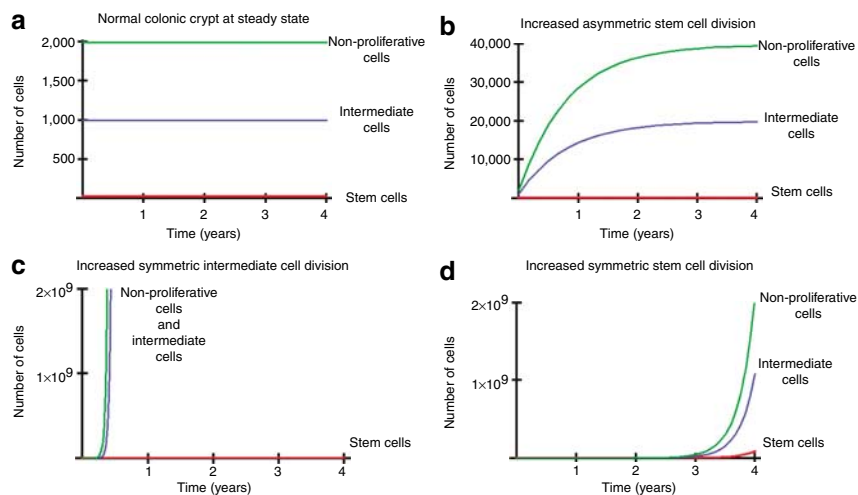 a
Normal colonic crypt at steady state
Number of cells
2,000
1,500
1,000
500
Non-proliferative
cells
Intermediate
cells
Stem cells
1 2 3 4
Time (years)
b
Increased asymmetric stem cell division
Number of cells
40,000
30,000
20,000
10,000
Non-proliferative
cells
Intermediate
cells
Stem cells
1 2 3 4
Time (years)
c
Increased symmetric intermediate cell division
Number of cells
2×10⁹
1×10⁹
Non-proliferative
cells
and
intermediate
cells
Stem cells
1 2 3 4
Time (years)
d
Increased symmetric stem cell division
Number of cells
2×10⁹
1×10⁹
Non-proliferative
cells
Intermediate
cells
Stem cells
1 2 3 4
Time (years)